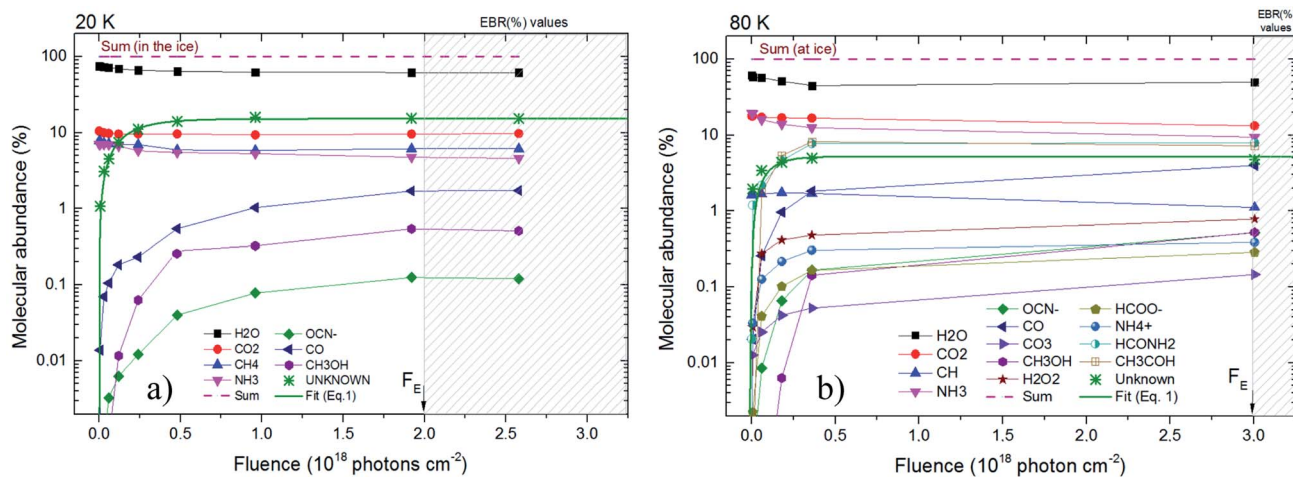 20 K
EBR(%) values
Sum (in the ice)
100
10
1
0.1
0.01
Molecular abundance (%)
H2O
CO2
CH4
NH3
Sum
OCN-
CO
CH3OH
UNKNOWN
Fit (Eq.1)
a)
F_E
0.0 0.5 1.0 1.5 2.0 2.5 3.0
Fluence (10^18 photons cm^-2)
80 K
EBR(%)
values
Sum (at ice)
100
10
1
0.1
0.01
Molecular abundance (%)
H2O
CO2
CH
NH3
OCN-
CO
CO3
CH3OH
H2O2
Sum
HCOO-
NH4+
HCONH2
CH3COH
Unknown
Fit (Eq. 1)
b)
F_E
0.0 0.5 1.0 1.5 2.0 2.5 3.0
Fluence (10^18 photon cm^-2)